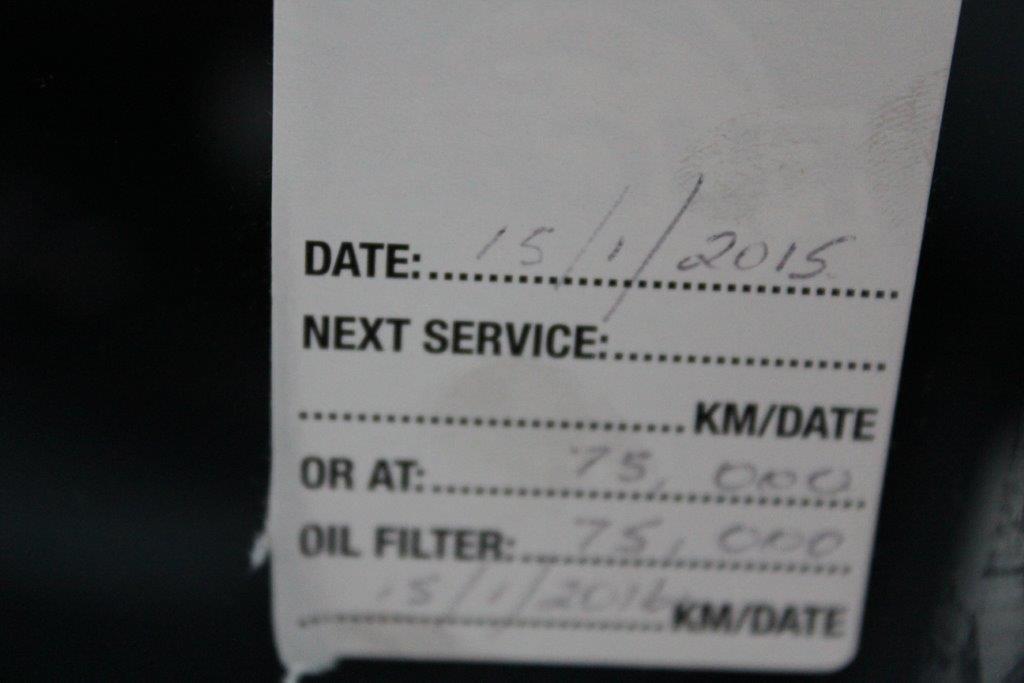 DATE: 15/1/2015
NEXT SERVICE:
KM/DATE
OR AT: 75,000
OIL FILTER: 75,000
15/1/2016 KM/DATE